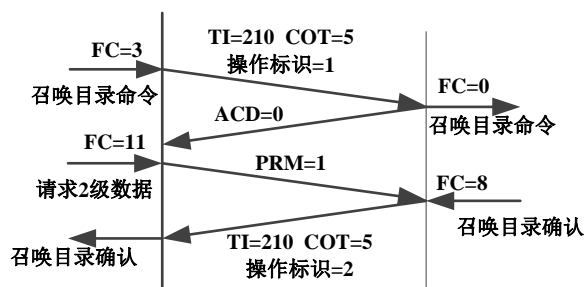 TI=210 COT=5
操作标识=1
FC=3
召唤目录命令
FC=0
召唤目录命令
ACD=0
FC=11
请求2级数据
PRM=1
FC=8
召唤目录确认
召唤目录确认
TI=210 COT=5
操作标识=2